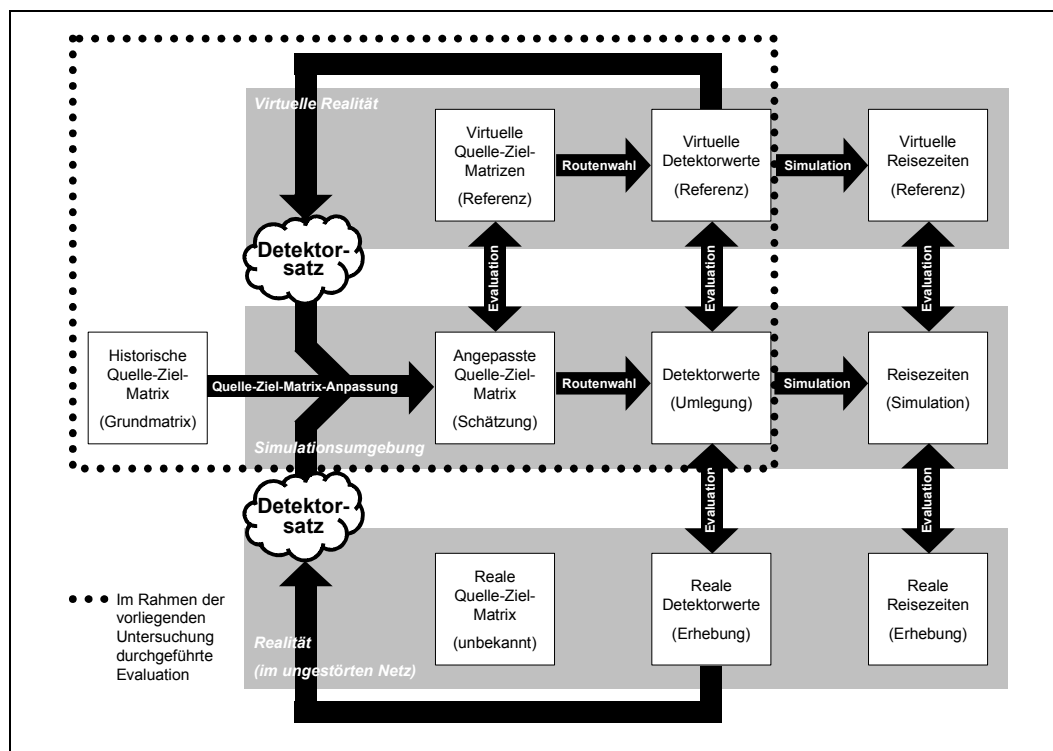 Virtuelle Realität
Virtuelle
Quelle-Ziel-
Matrizen
(Referenz)
Routenwahl
Virtuelle
Detektorwerte
(Referenz)
Simulation
Virtuelle
Reisezeiten
(Referenz)
Detektor-
satz
Evaluation
Evaluation
Evaluation
Historische
Quelle-Ziel-
Matrix
(Grundmatrix)
Quelle-Ziel-Matrix-Anpassung
Angepasste
Quelle-Ziel-
Matrix
(Schätzung)
Routenwahl
Detektorwerte
(Umlegung)
Simulation
Reisezeiten
(Simulation)
Simulationsumgebung
Detektor-
satz
Evaluation
Evaluation
Reale
Quelle-Ziel-
Matrix
(unbekannt)
Reale
Detektorwerte
(Erhebung)
Reale
Reisezeiten
(Erhebung)
Realität
(im ungestörten Netz)
Im Rahmen der
vorliegenden
Untersuchung
durchgeführte
Evaluation